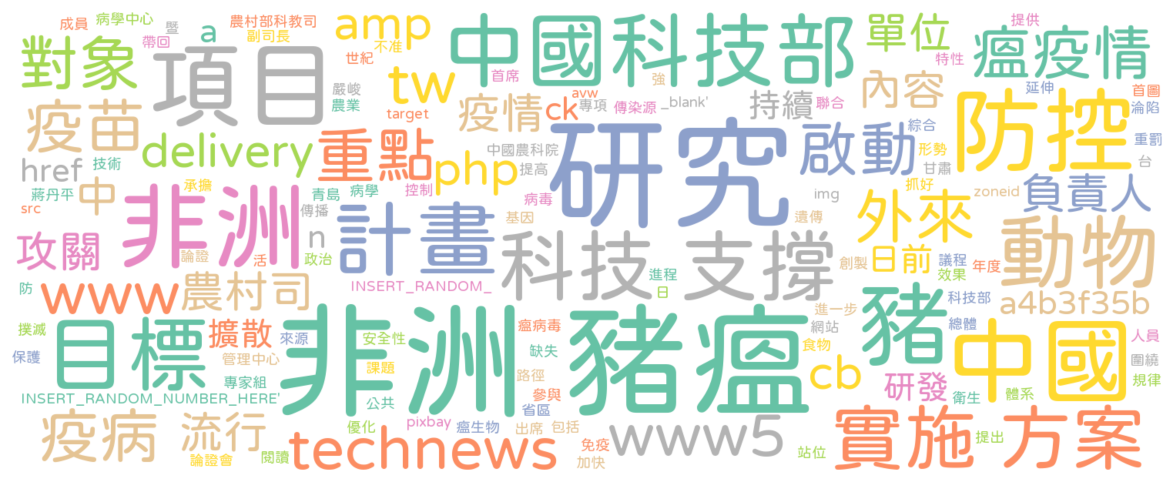 成員 病學中心 暨 a 農村部科教司 副司長 amp 中國科技部 單位 提供 特性 瘟疫情
帶回 世紀 不准 首席
對象 項目 嚴峻 農業 tw avw 專項 _blank' 強 內容 延伸 首圖 淪陷
疫苗 target 疫情 ck 傳染源 持續 聯合 防控 重罰
href 技術 delivery 重點 php 中國農科院 提高 研究 啟動 綜合 形勢 甘肅 台
蔣丹平 中 承擔 非洲 青島 病學 控制 病毒 img 抓好 zoneid 負責人
src 攻關 論證 活 傳播 n 政治 計畫 基因 科技 支撐 遺傳 外來 動物
防 www 農村司 INSERT_RANDOM_ 進程 日 創製 日前 議程 效果 年度
撲滅 目標 擴散 來源 非洲 豬瘟 安全性 瘟病毒 進一步 網站 豬 科技部 a4b3f35b
保護 管理中心 課題 缺失 食物 總體 中國 人員 圍繞
專家組 路徑 cb 研發 衛生 體系 規律
INSERT_RANDOM_NUMBER_HERE' 公共 參與 省區
疫病 流行 優化 pixbay 瘟生物 出席 包括 www5 實施 方案 提出
論證會 閱讀 technews 免疫 加快 站位